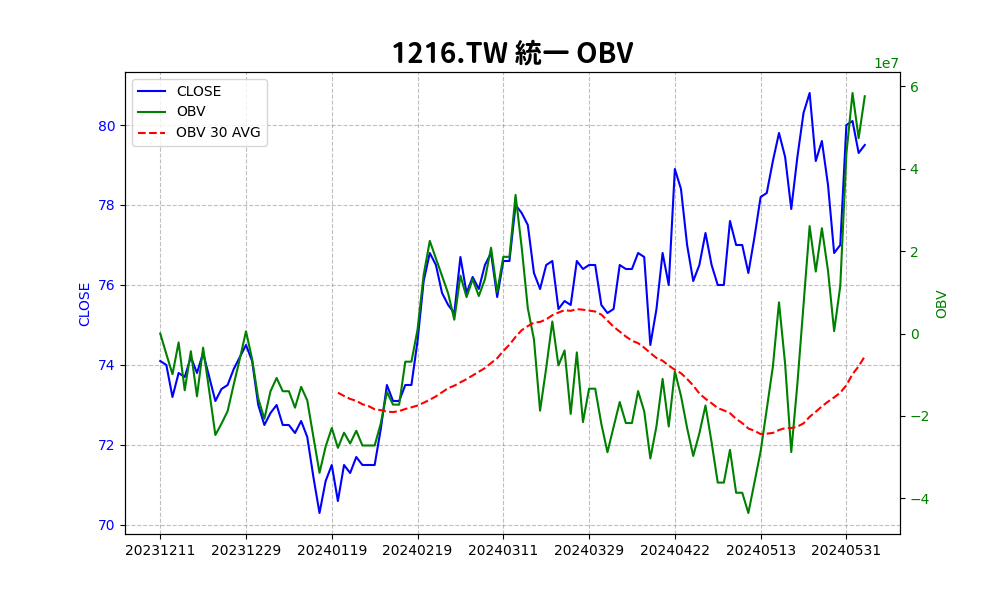 1216.TW 統一 OBV
1e7
CLOSE
OBV
OBV 30 AVG
80
78
76
74
72
70
CLOSE
6
4
2
0
−2
−4
OBV
20231211 20231229 20240119 20240219 20240311 20240329 20240422 20240513 20240531